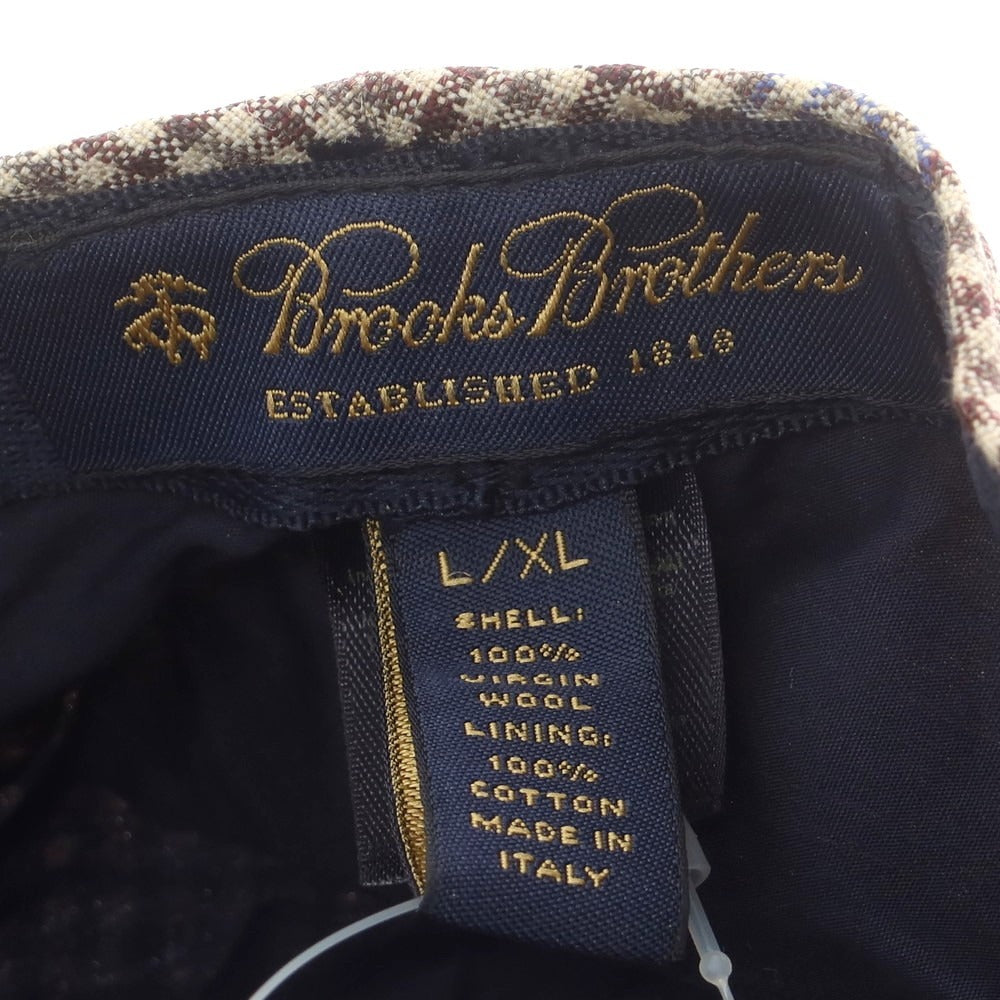 Brooks Brothers
ESTABLISHED 1818
L/XL
SHELL:
100%
VIRGIN
WOOL
LINING:
100%
COTTON
MADE IN
ITALY